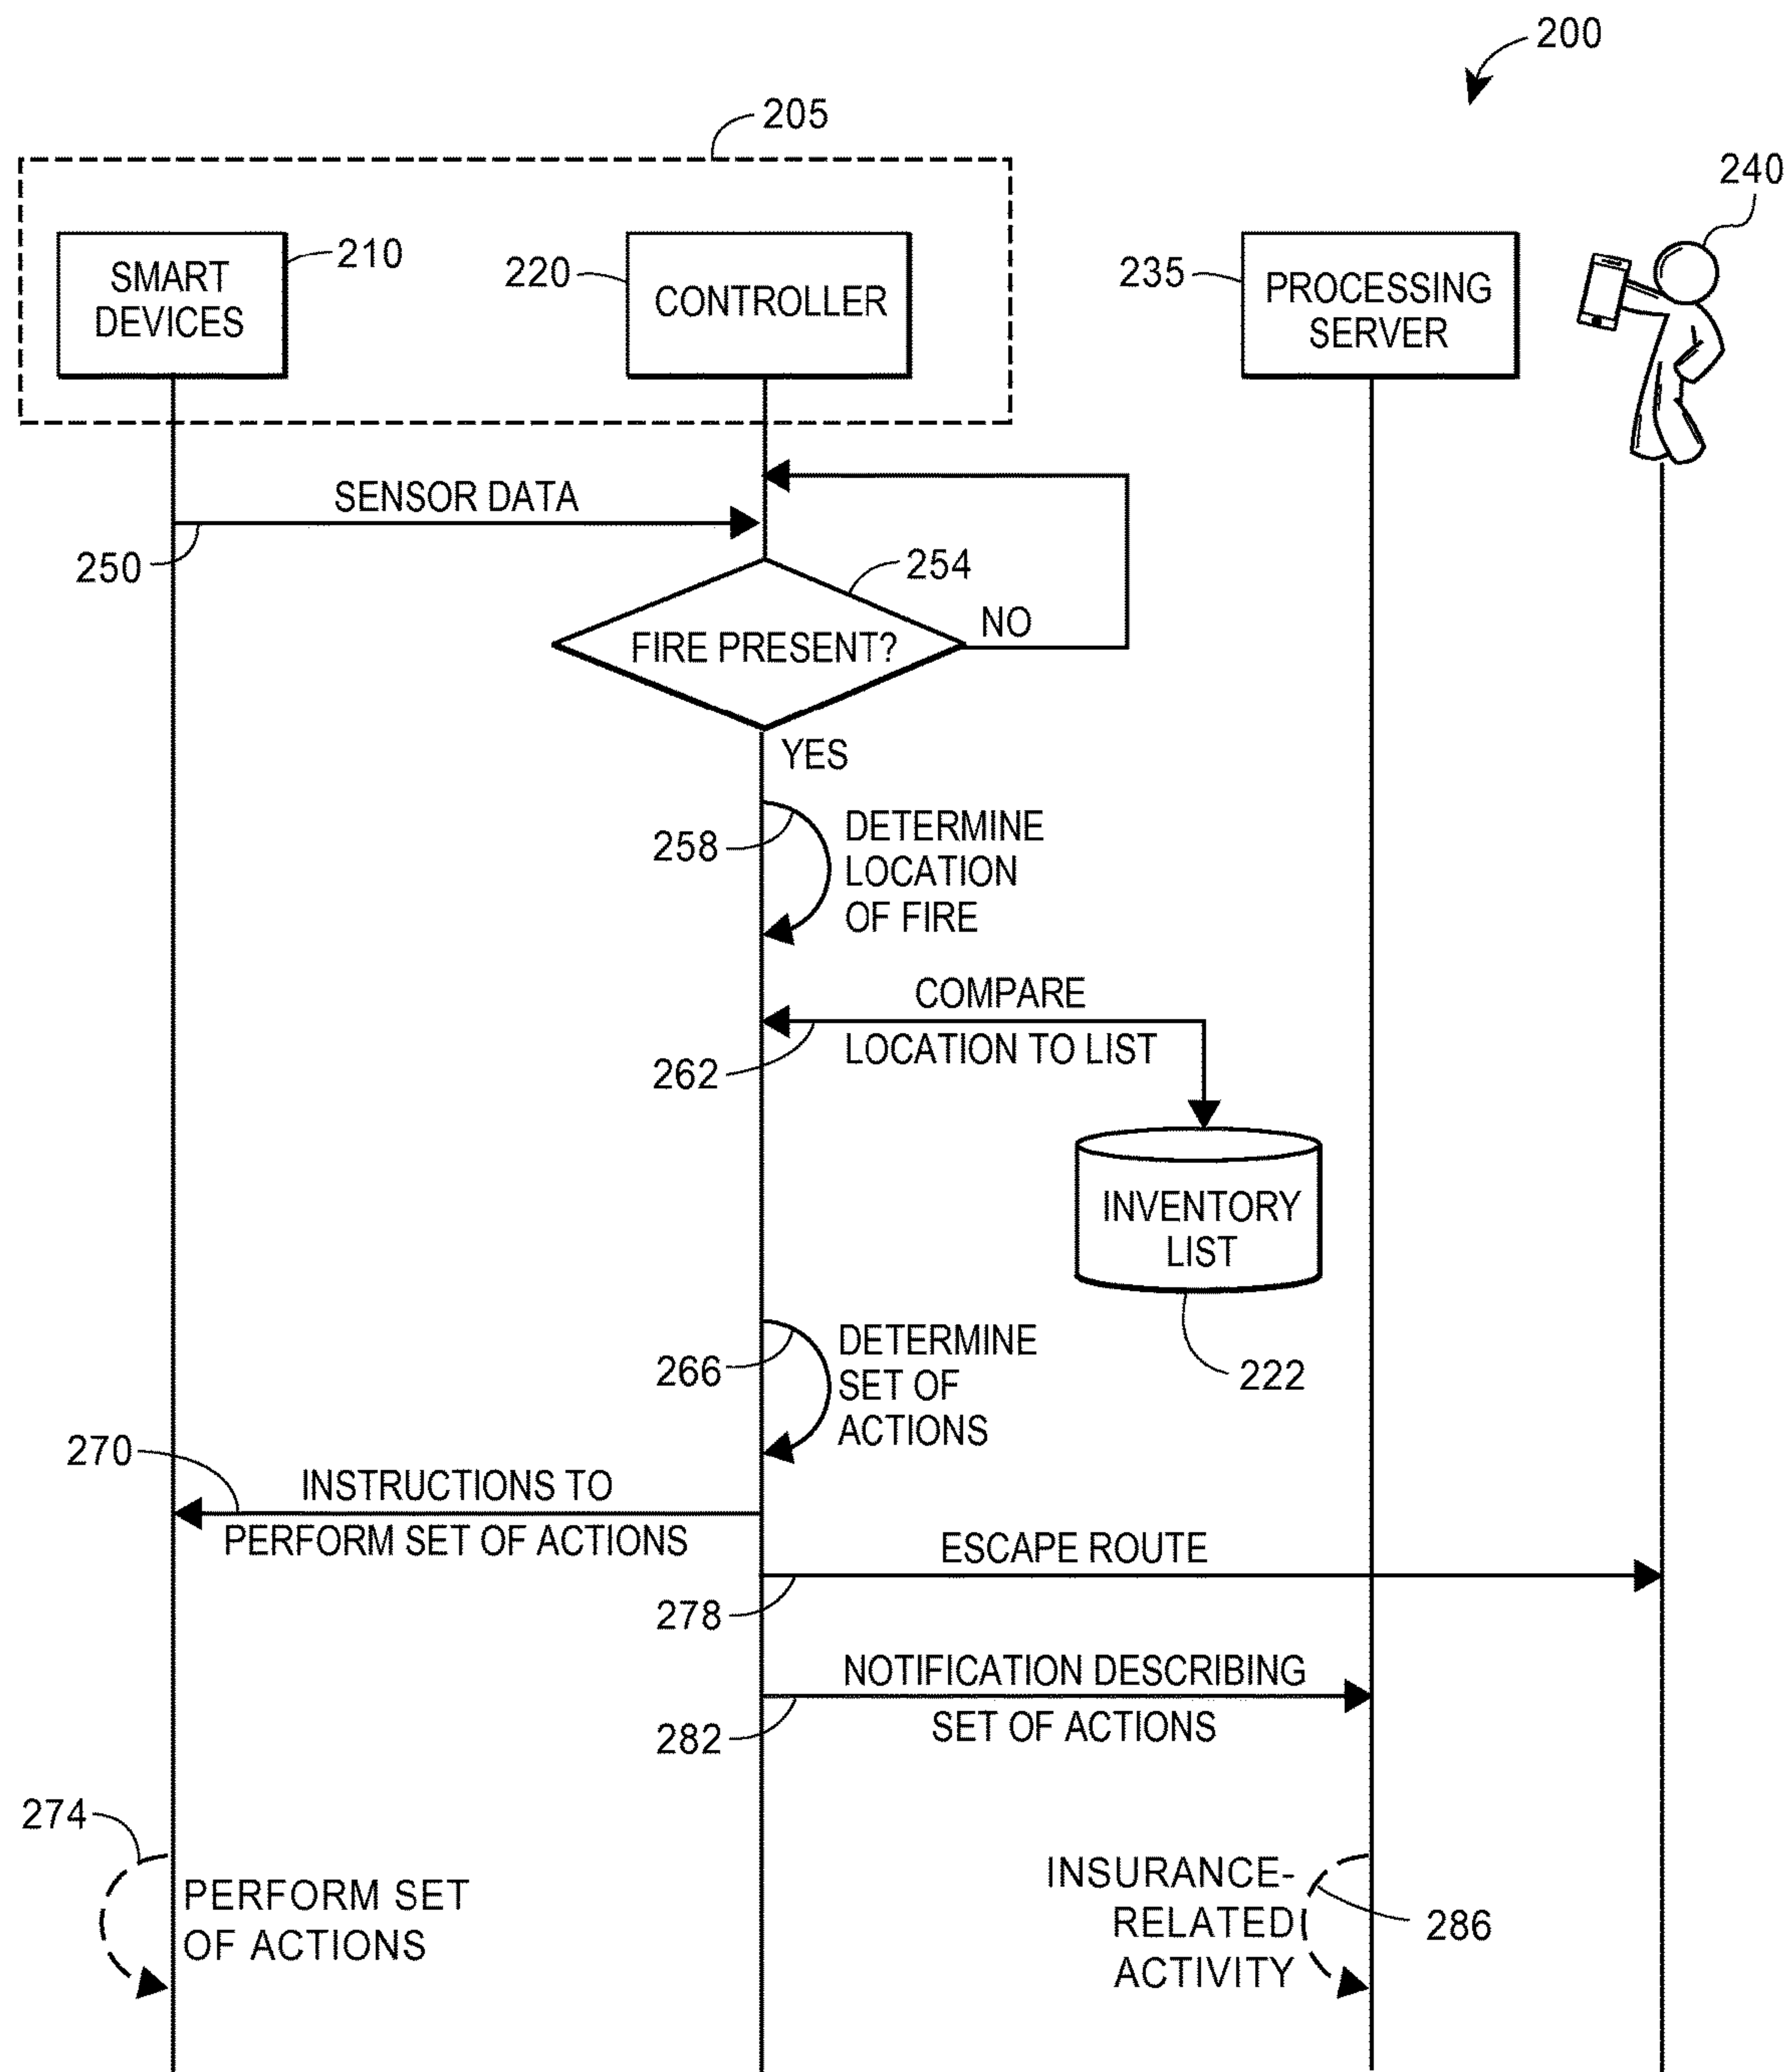 200
205
240
SMART
DEVICES
210
220
CONTROLLER
235
PROCESSING
SERVER
SENSOR DATA
250
254
FIRE PRESENT?
NO
YES
258
DETERMINE
LOCATION
OF FIRE
COMPARE
LOCATION TO LIST
262
INVENTORY
LIST
222
266
DETERMINE
SET OF
ACTIONS
270
INSTRUCTIONS TO
PERFORM SET OF ACTIONS
ESCAPE ROUTE
278
NOTIFICATION DESCRIBING
SET OF ACTIONS
282
274
PERFORM SET
OF ACTIONS
INSURANCE-
RELATED
ACTIVITY
286